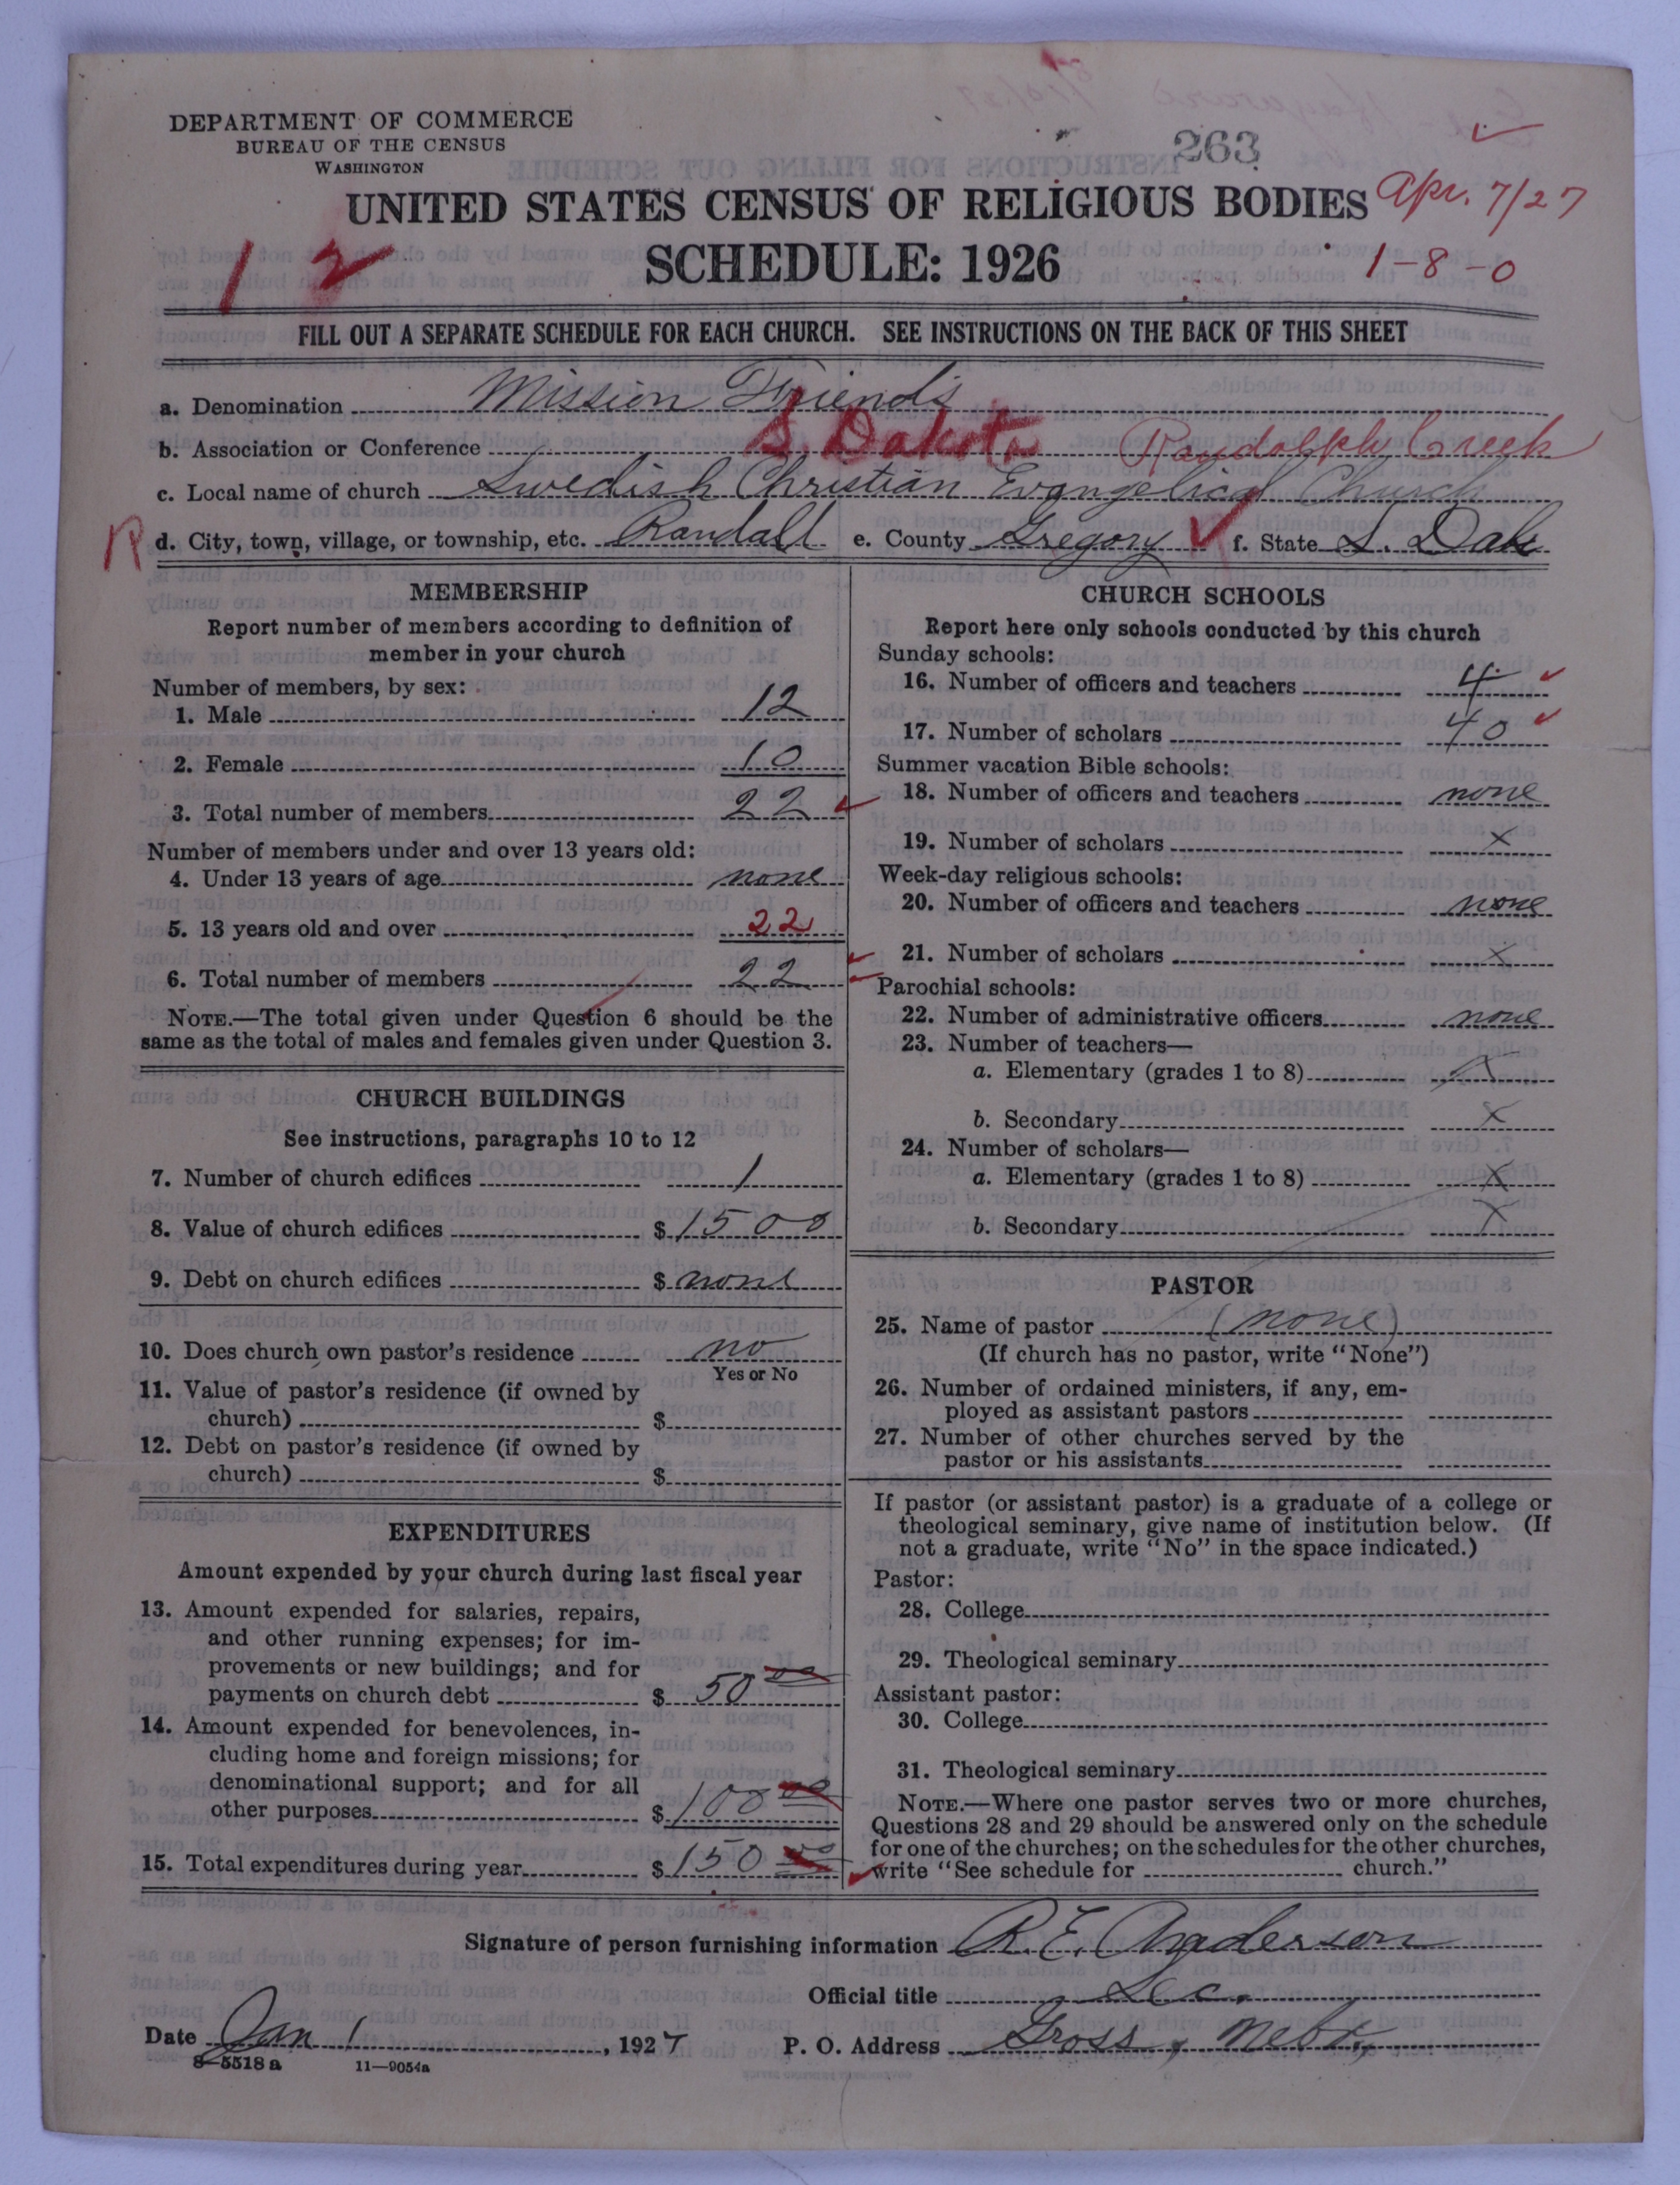 DEPARTMENT OF COMMERCE
BUREAU OF THE CENSUS
WASHINGTON
263
UNITED STATES CENSUS OF RELIGIOUS BODIES
Apr. 7/27
SCHEDULE: 1926
1-8-0
12
FILL OUT A SEPARATE SCHEDULE FOR EACH CHURCH. SEE INSTRUCTIONS ON THE BACK OF THIS SHEET
a. Denomination Mission Friends
b. Association or Conference S. Dakota Randolph Creek
c. Local name of church Swedish Christian Evangelical Church
R d. City, town, village, or township, etc. Randall e. County Gregory f. State S. Dak
MEMBERSHIP
Report number of members according to definition of
member in your church
Number of members, by sex:
1. Male 12
2. Female 10
3. Total number of members 22
Number of members under and over 13 years old:
4. Under 13 years of age none
5. 13 years old and over 22
6. Total number of members 22
NOTE.—The total given under Question 6 should be the
same as the total of males and females given under Question 3.
CHURCH BUILDINGS
See instructions, paragraphs 10 to 12
7. Number of church edifices 1
8. Value of church edifices $ 1500
9. Debt on church edifices $ none
10. Does church own pastor's residence no
Yes or No
11. Value of pastor's residence (if owned by
church) $
12. Debt on pastor's residence (if owned by
church) $
EXPENDITURES
Amount expended by your church during last fiscal year
13. Amount expended for salaries, repairs,
and other running expenses; for im-
provements or new buildings; and for
payments on church debt $ 50 00
14. Amount expended for benevolences, in-
cluding home and foreign missions; for
denominational support; and for all
other purposes $ 100 00
15. Total expenditures during year $ 150 00
CHURCH SCHOOLS
Report here only schools conducted by this church
Sunday schools:
16. Number of officers and teachers 4
17. Number of scholars 40
Summer vacation Bible schools:
18. Number of officers and teachers none
19. Number of scholars x
Week-day religious schools:
20. Number of officers and teachers none
21. Number of scholars x
Parochial schools:
22. Number of administrative officers none
23. Number of teachers—
a. Elementary (grades 1 to 8) x
b. Secondary x
24. Number of scholars—
a. Elementary (grades 1 to 8) x
b. Secondary x
PASTOR
25. Name of pastor (none)
(If church has no pastor, write "None")
26. Number of ordained ministers, if any, em-
ployed as assistant pastors
27. Number of other churches served by the
pastor or his assistants
If pastor (or assistant pastor) is a graduate of a college or
theological seminary, give name of institution below. (If
not a graduate, write "No" in the space indicated.)
Pastor:
28. College
29. Theological seminary
Assistant pastor:
30. College
31. Theological seminary
NOTE.—Where one pastor serves two or more churches,
Questions 28 and 29 should be answered only on the schedule
for one of the churches; on the schedules for the other churches,
write "See schedule for church."
Signature of person furnishing information R. E. Anderson
Official title Sec.
Date Jan 1, 1927 P. O. Address Gross, Nebr,
8—5518 a 11—9054a